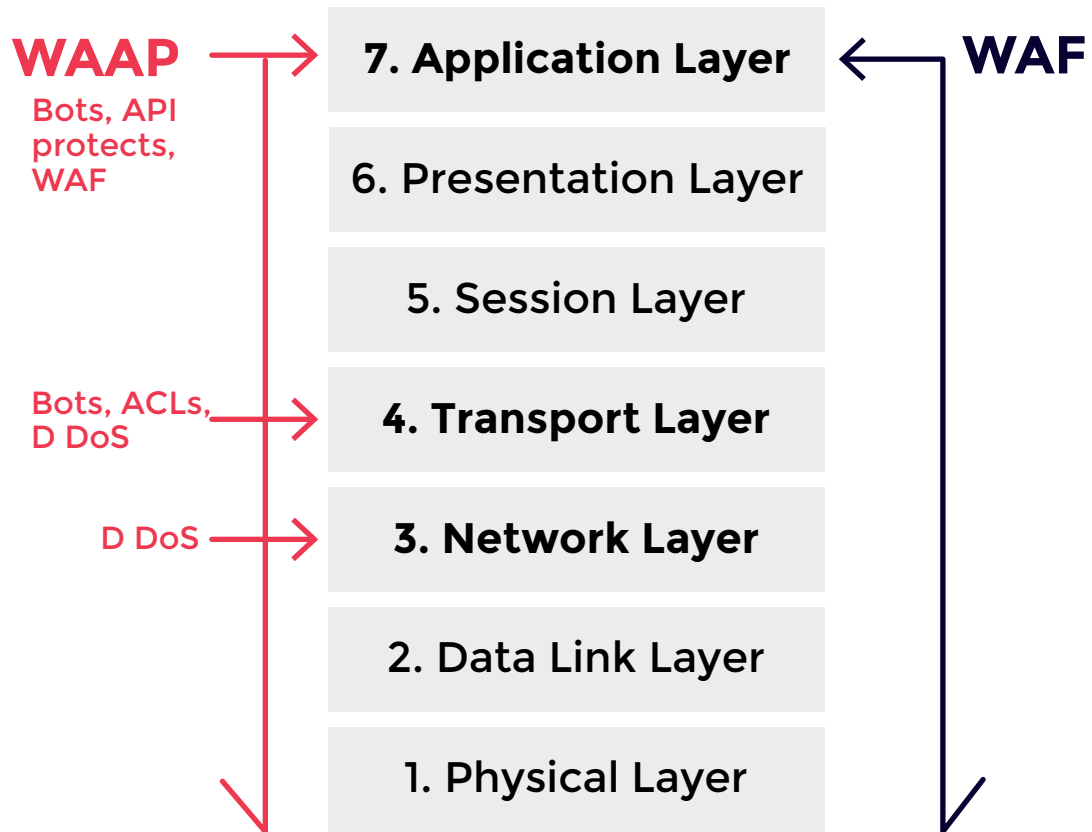 WAAP
Bots, API
protects,
WAF
7. Application Layer
WAF
6. Presentation Layer
5. Session Layer
Bots, ACLs,
D DoS
4. Transport Layer
D DoS
3. Network Layer
2. Data Link Layer
1. Physical Layer